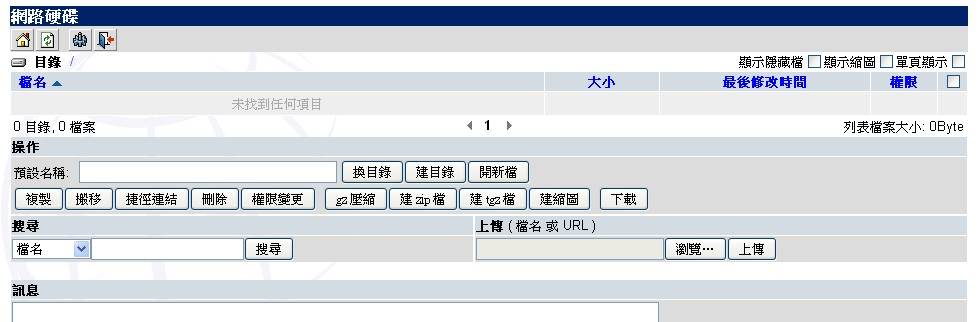 網路硬碟
目錄 / 顯示隱藏檔 顯示縮圖 單頁顯示
檔名 大小 最後修改時間 權限
未找到任何項目
0 目錄, 0 檔案 1 列表檔案大小: 0Byte
操作
預設名稱: 換目錄 建目錄 開新檔
複製 搬移 捷徑連結 刪除 權限變更 gz 壓縮 建 zip 檔 建 tgz 檔 建縮圖 下載
搜尋 上傳 ( 檔名 或 URL )
檔名 搜尋 瀏覽… 上傳
訊息